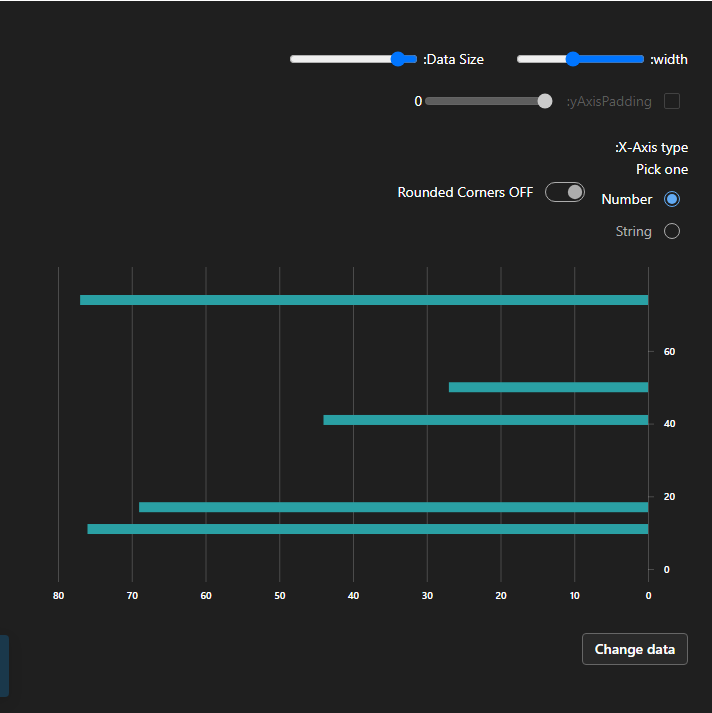 :width
:Data Size
:yAxisPadding
0
:X-Axis type
Pick one
Number
Rounded Corners OFF
String
60
40
20
0
80 70 60 50 40 30 20 10 0
Change data